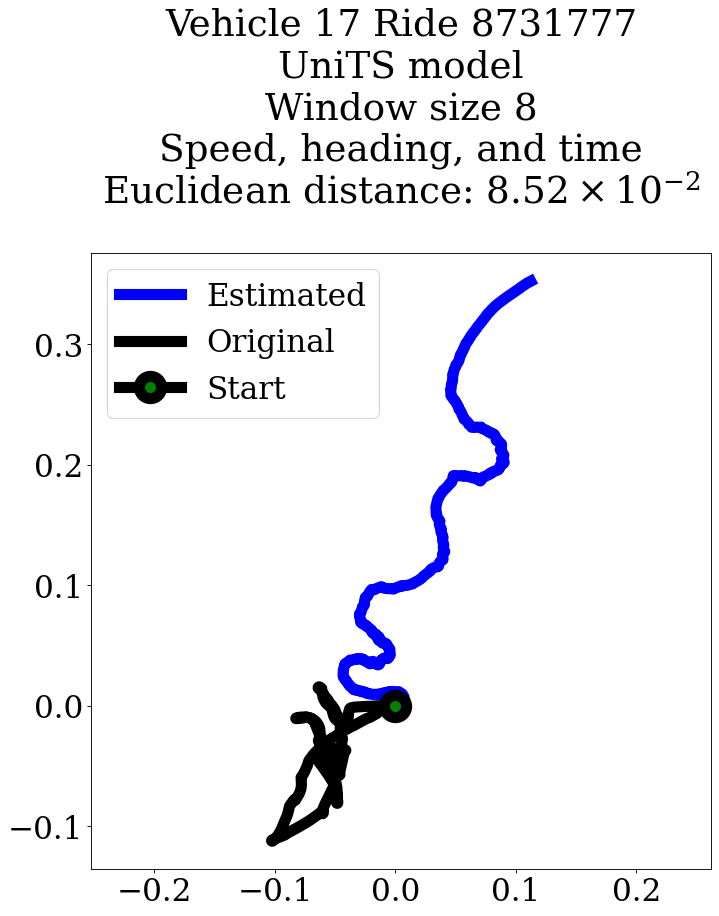 Vehicle 17 Ride 8731777
UniTS model
Window size 8
Speed, heading, and time
Euclidean distance: 8.52 × 10⁻²
Estimated
Original
Start
0.3
0.2
0.1
0.0
−0.1
−0.2 −0.1 0.0 0.1 0.2